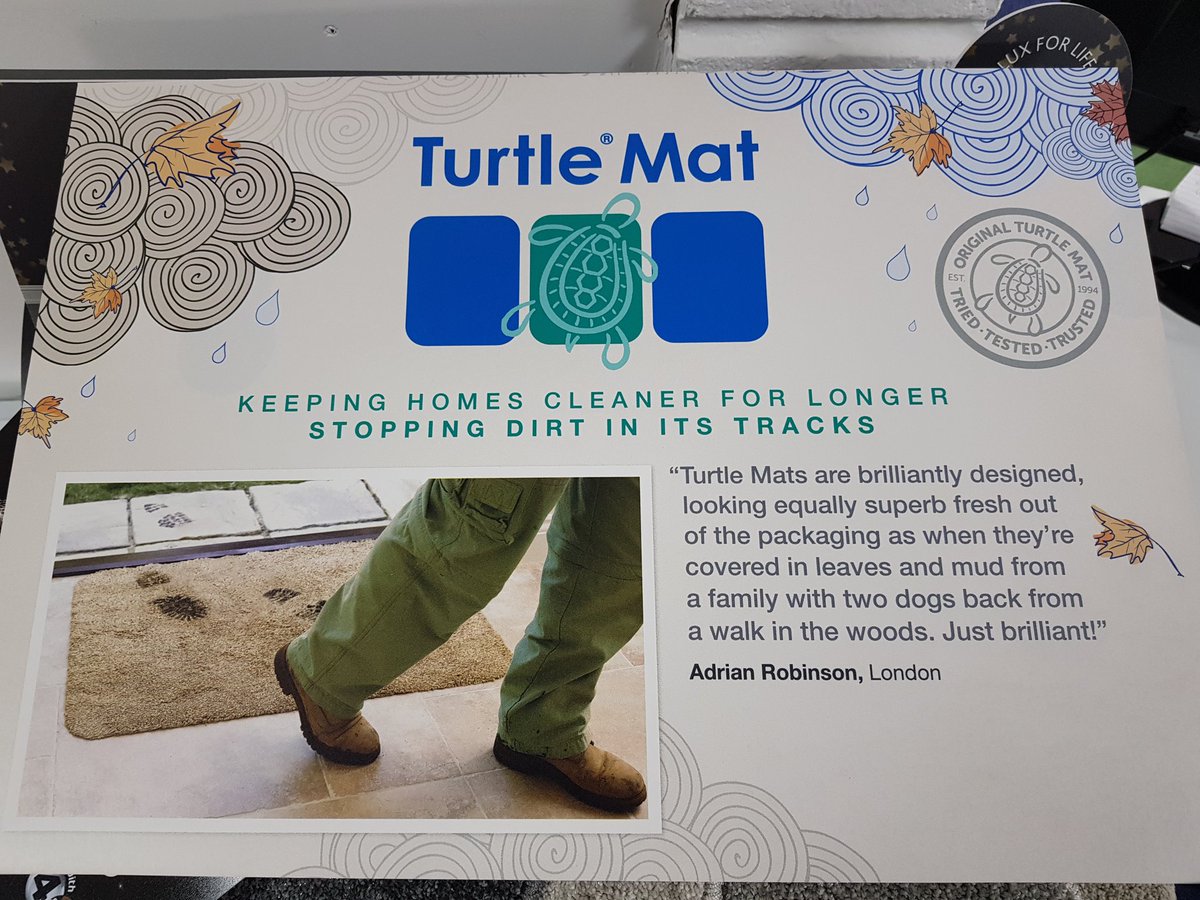 LUX FOR LIFE
Turtle® Mat
ORIGINAL TURTLE MAT
EST. 1994
TRIED · TESTED · TRUSTED
KEEPING HOMES CLEANER FOR LONGER
STOPPING DIRT IN ITS TRACKS
“Turtle Mats are brilliantly designed,
looking equally superb fresh out
of the packaging as when they’re
covered in leaves and mud from
a family with two dogs back from
a walk in the woods. Just brilliant!”
Adrian Robinson, London